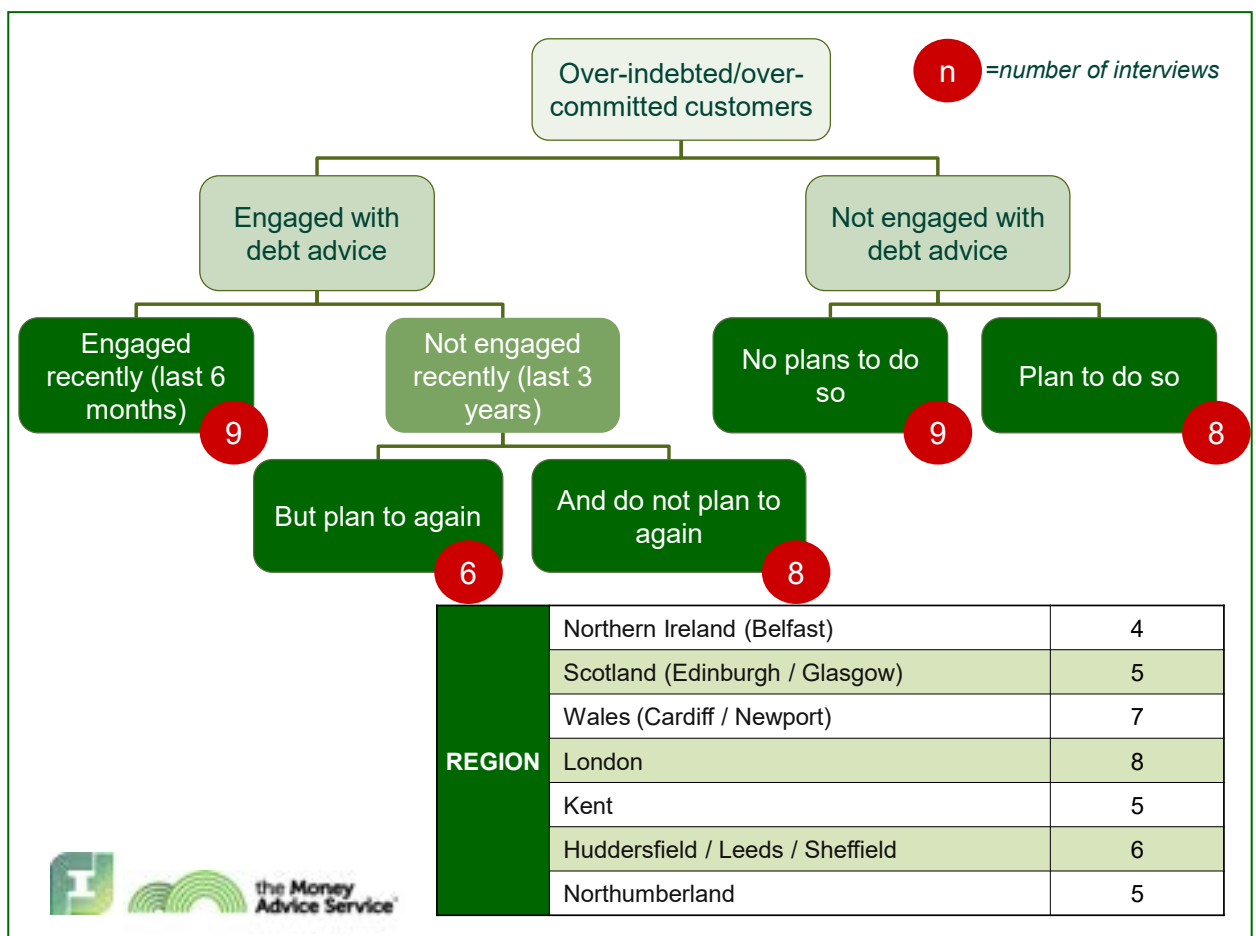 Over-indebted/over-
committed customers
n
=number of interviews
Engaged with
debt advice
Not engaged with
debt advice
Engaged
recently (last 6
months)
9
Not engaged
recently (last 3
years)
No plans to do
so
9
Plan to do so
8
But plan to again
6
And do not plan to
again
8
REGION
Northern Ireland (Belfast) 4
Scotland (Edinburgh / Glasgow) 5
Wales (Cardiff / Newport) 7
London 8
Kent 5
Huddersfield / Leeds / Sheffield 6
Northumberland 5
the Money
Advice Service